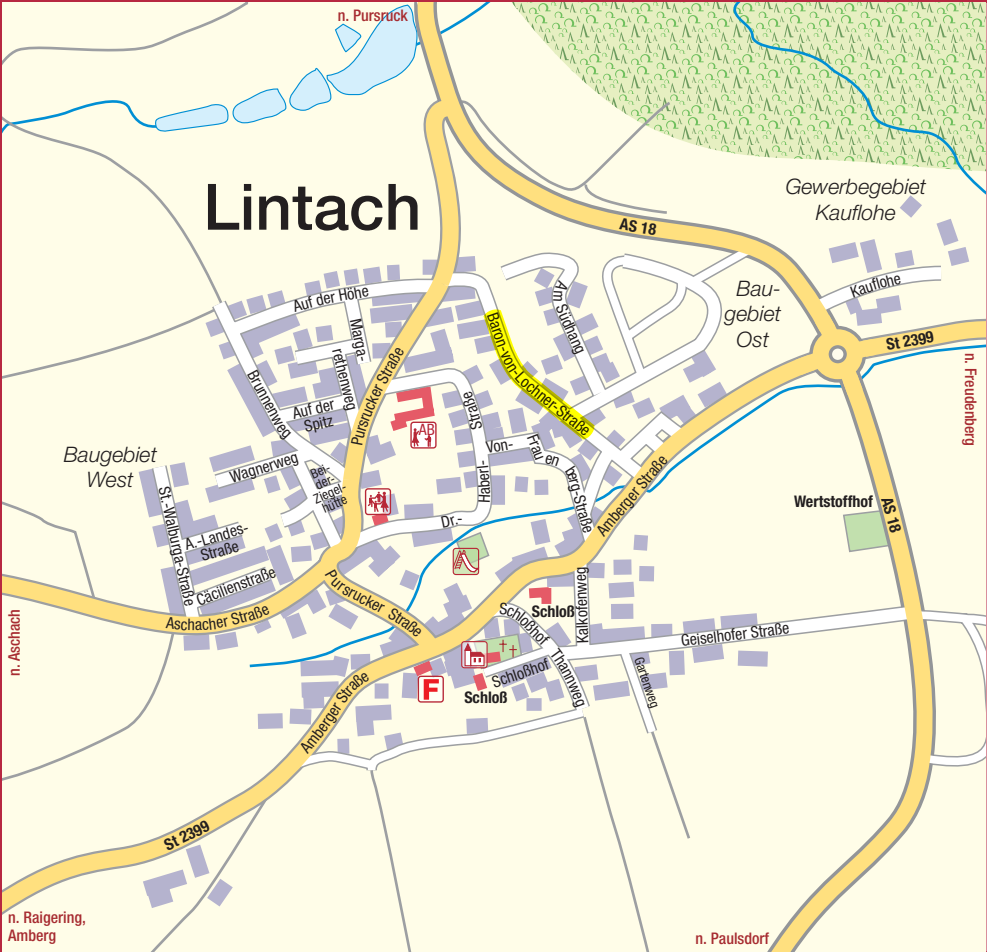 n. Pursruck
Lintach
Gewerbegebiet
Kauflohe
AS 18
Kauflohe
Bau-
gebiet
Ost
St 2399
n. Freudenberg
Auf der Höhe
Am Südhang
Baron-von-Lochner-Straße
Marga-
rethenweg
Pursrucker Straße
Brunnenweg
Auf der
Spitz
AB
Dr.-
Haberl-
Straße
Von-
Frauen
berg-Straße
Baugebiet
West
Wagnerweg
Bei-
der-
Ziegel-
hütte
St.-Walburga-Straße
A.-Landes-
Straße
Cäcilienstraße
Aschacher Straße
n. Aschach
Amberger Straße
Wertstoffhof
AS 18
Pursrucker Straße
Schloß
Kalkofenweg
Schloßhof
Geiselhofer Straße
Schloßhof
Thannweg
Gartenweg
F
Schloß
Amberger Straße
St 2399
n. Raigering,
Amberg
n. Paulsdorf